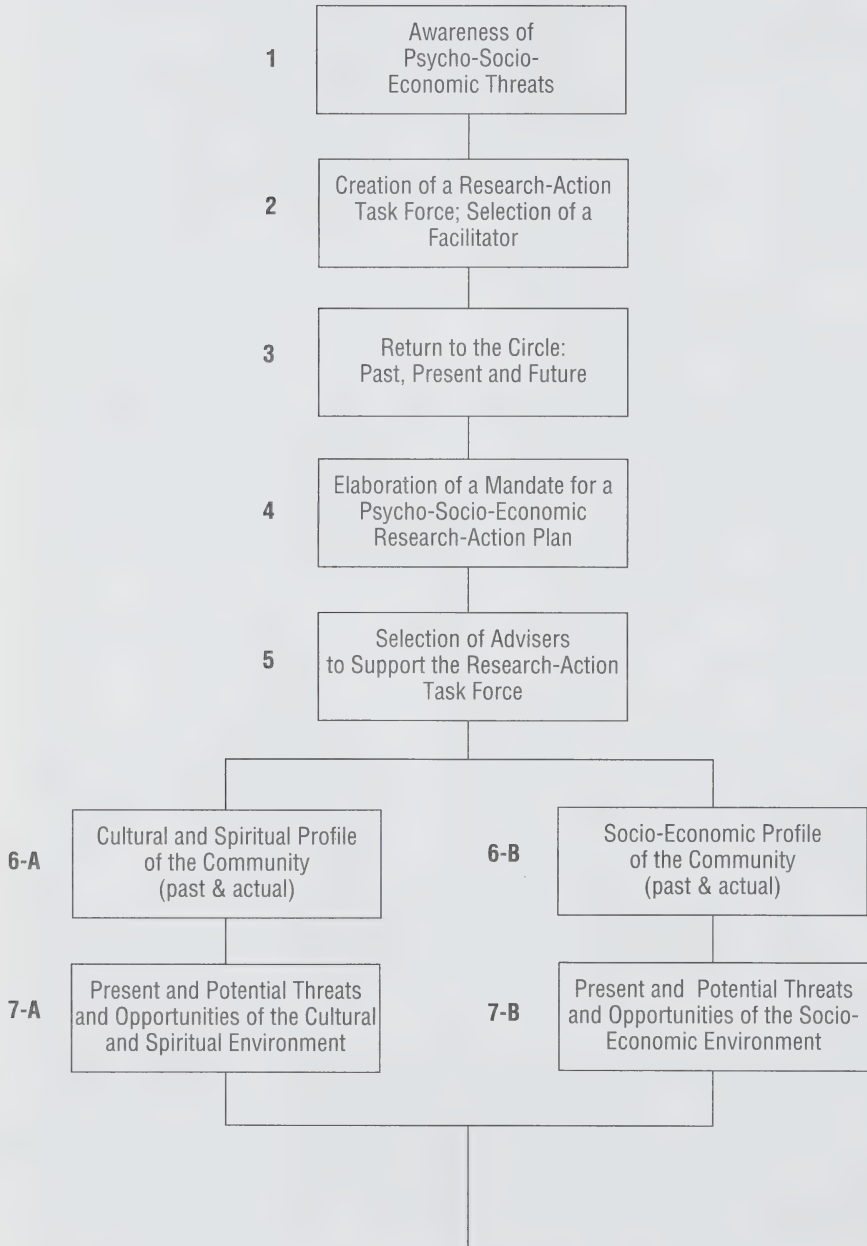 1
Awareness of
Psycho-Socio-
Economic Threats
2
Creation of a Research-Action
Task Force; Selection of a
Facilitator
3
Return to the Circle:
Past, Present and Future
4
Elaboration of a Mandate for a
Psycho-Socio-Economic
Research-Action Plan
5
Selection of Advisers
to Support the Research-Action
Task Force
6-A
Cultural and Spiritual Profile
of the Community
(past & actual)
6-B
Socio-Economic Profile
of the Community
(past & actual)
7-A
Present and Potential Threats
and Opportunities of the Cultural
and Spiritual Environment
7-B
Present and Potential Threats
and Opportunities of the Socio-
Economic Environment